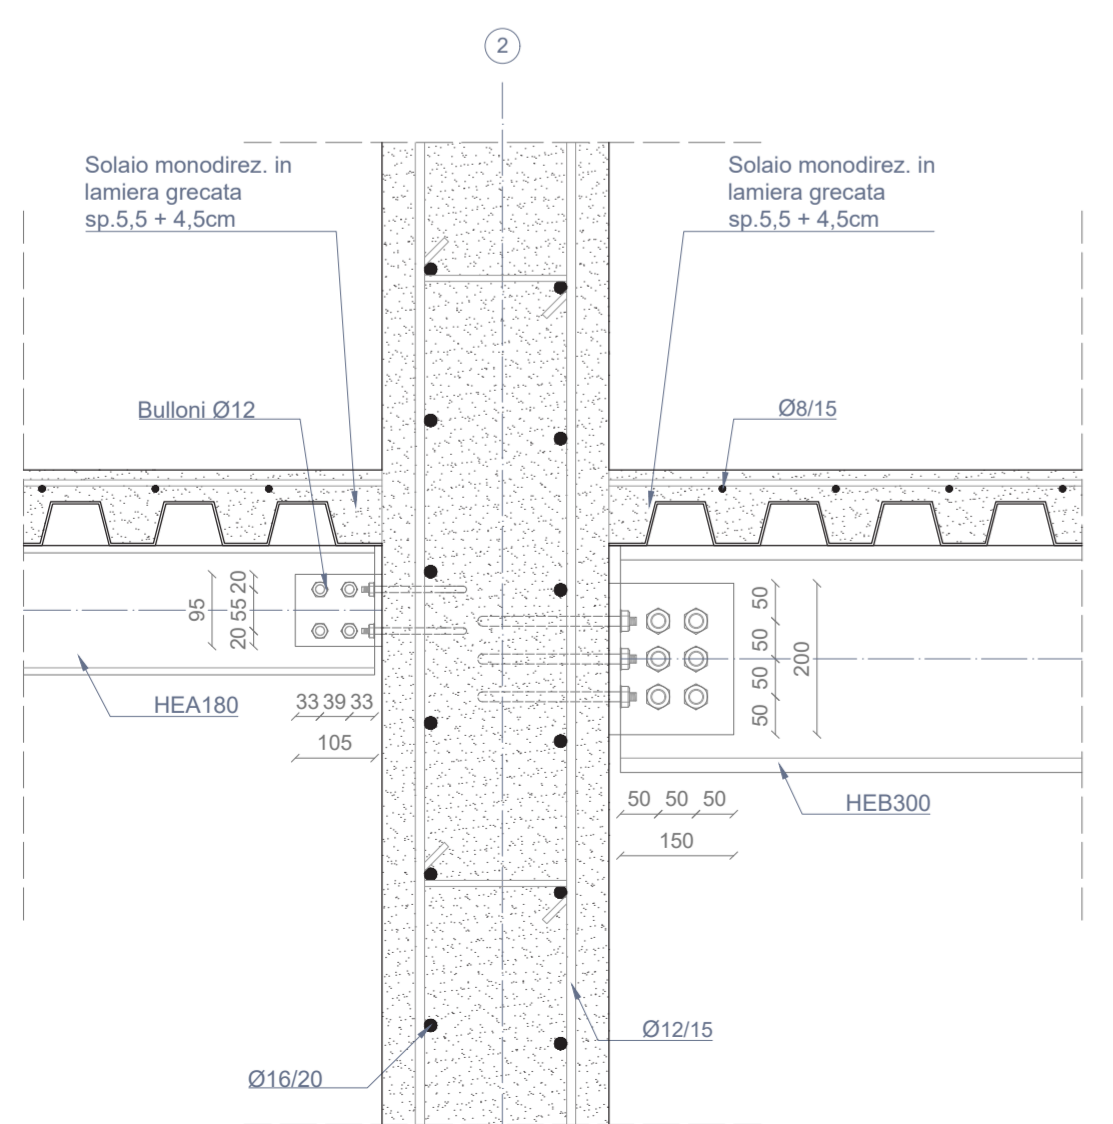 2
Solaio monodirez. in
lamiera grecata
sp.5,5 + 4,5cm
Solaio monodirez. in
lamiera grecata
sp.5,5 + 4,5cm
Bulloni Ø12
Ø8/15
95
20
55
20
50
50
50
50
200
HEA180
33 39 33
105
HEB300
50 50 50
150
Ø12/15
Ø16/20